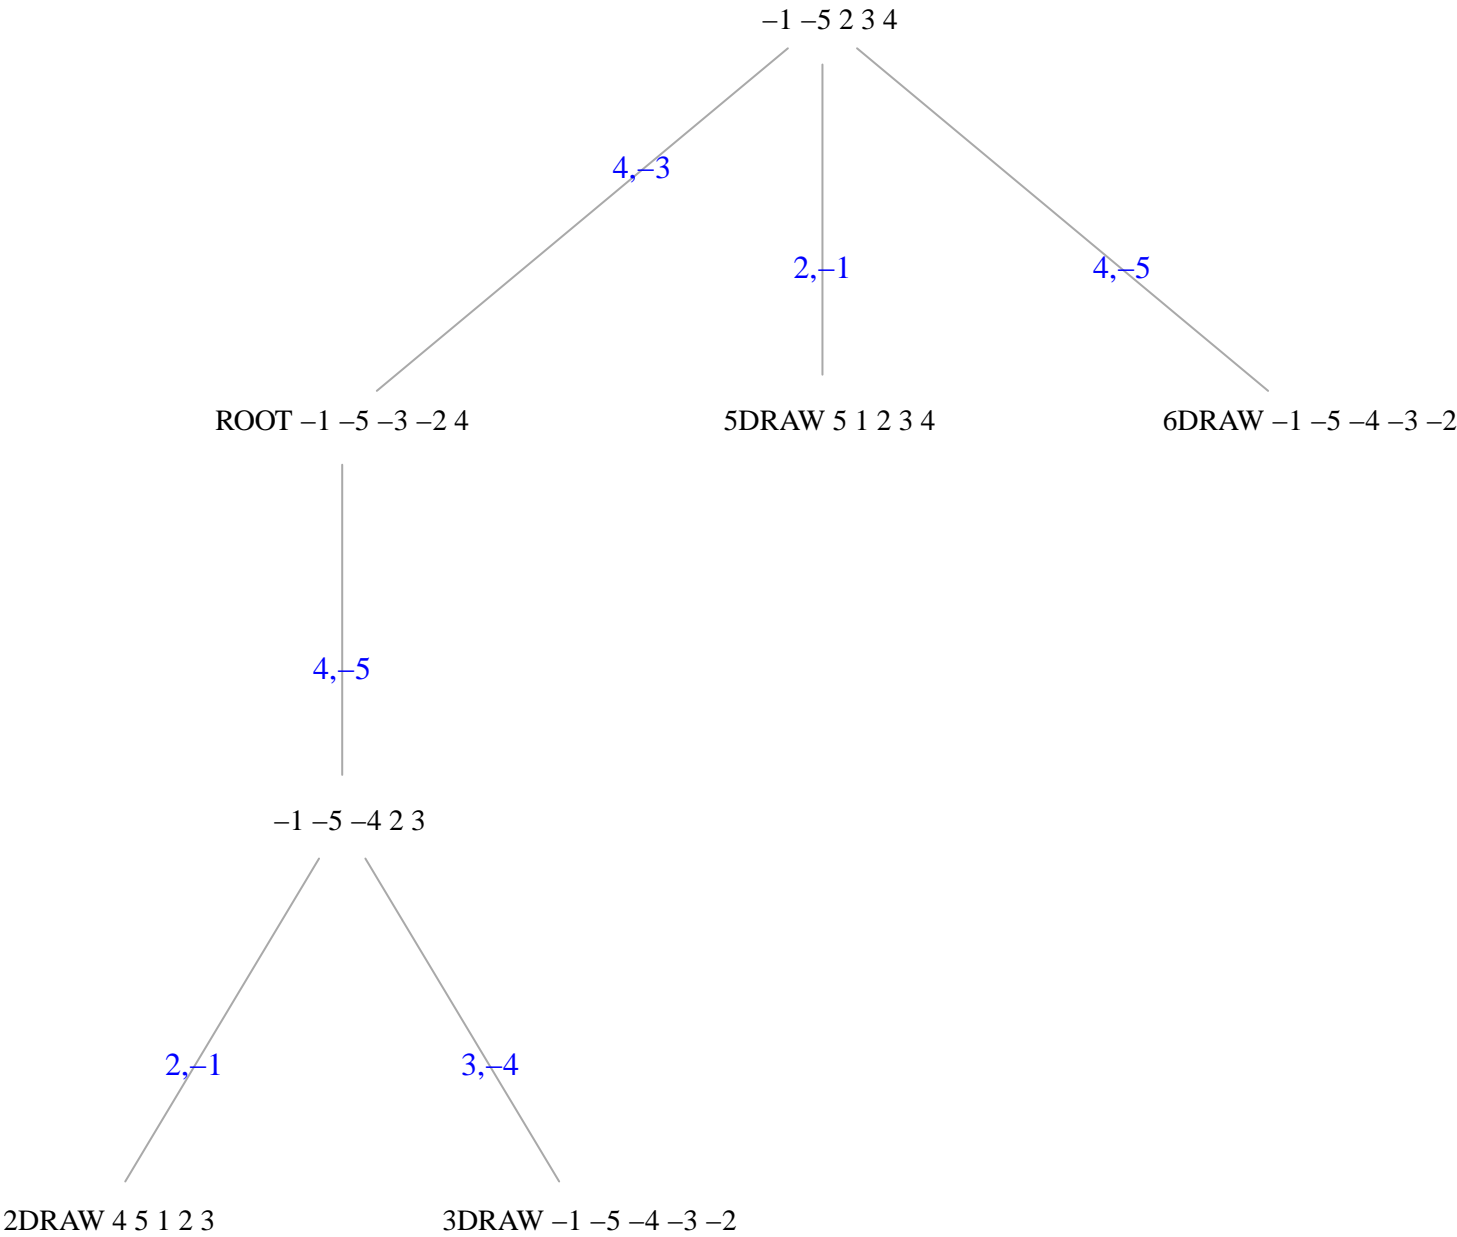 –1 –5 2 3 4
4,–3
2,–1
4,–5
ROOT –1 –5 –3 –2 4
5DRAW 5 1 2 3 4
6DRAW –1 –5 –4 –3 –2
4,–5
–1 –5 –4 2 3
2,–1
3,–4
2DRAW 4 5 1 2 3
3DRAW –1 –5 –4 –3 –2